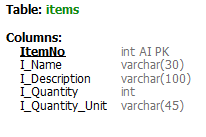 Table: items
Columns:
ItemNo int AI PK
I_Name varchar(30)
I_Description varchar(100)
I_Quantity int
I_Quantity_Unit varchar(45)